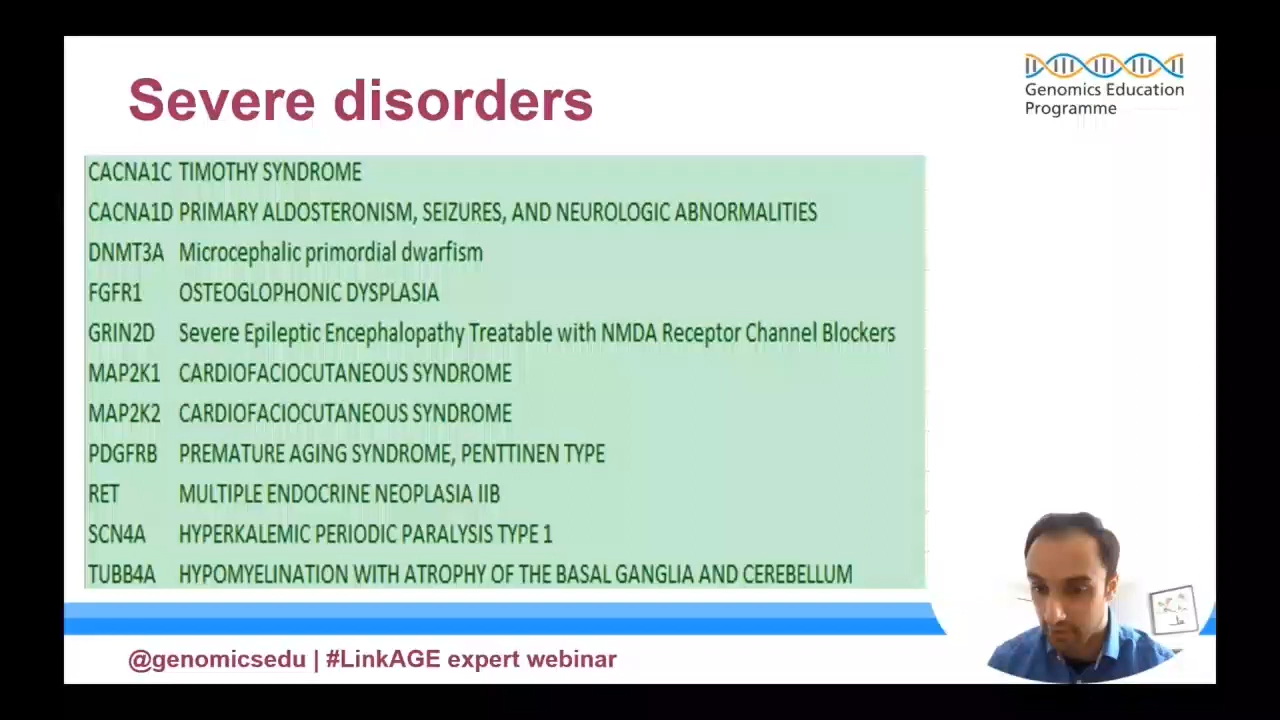 Severe disorders
Genomics Education
Programme
CACNA1C TIMOTHY SYNDROME
CACNA1D PRIMARY ALDOSTERONISM, SEIZURES, AND NEUROLOGIC ABNORMALITIES
DNMT3A Microcephalic primordial dwarfism
FGFR1 OSTEOGLOPHONIC DYSPLASIA
GRIN2D Severe Epileptic Encephalopathy Treatable with NMDA Receptor Channel Blockers
MAP2K1 CARDIOFACIOCUTANEOUS SYNDROME
MAP2K2 CARDIOFACIOCUTANEOUS SYNDROME
PDGFRB PREMATURE AGING SYNDROME, PENTTINEN TYPE
RET MULTIPLE ENDOCRINE NEOPLASIA IIB
SCN4A HYPERKALEMIC PERIODIC PARALYSIS TYPE 1
TUBB4A HYPOMYELINATION WITH ATROPHY OF THE BASAL GANGLIA AND CEREBELLUM
@genomicsedu | #LinkAGE expert webinar